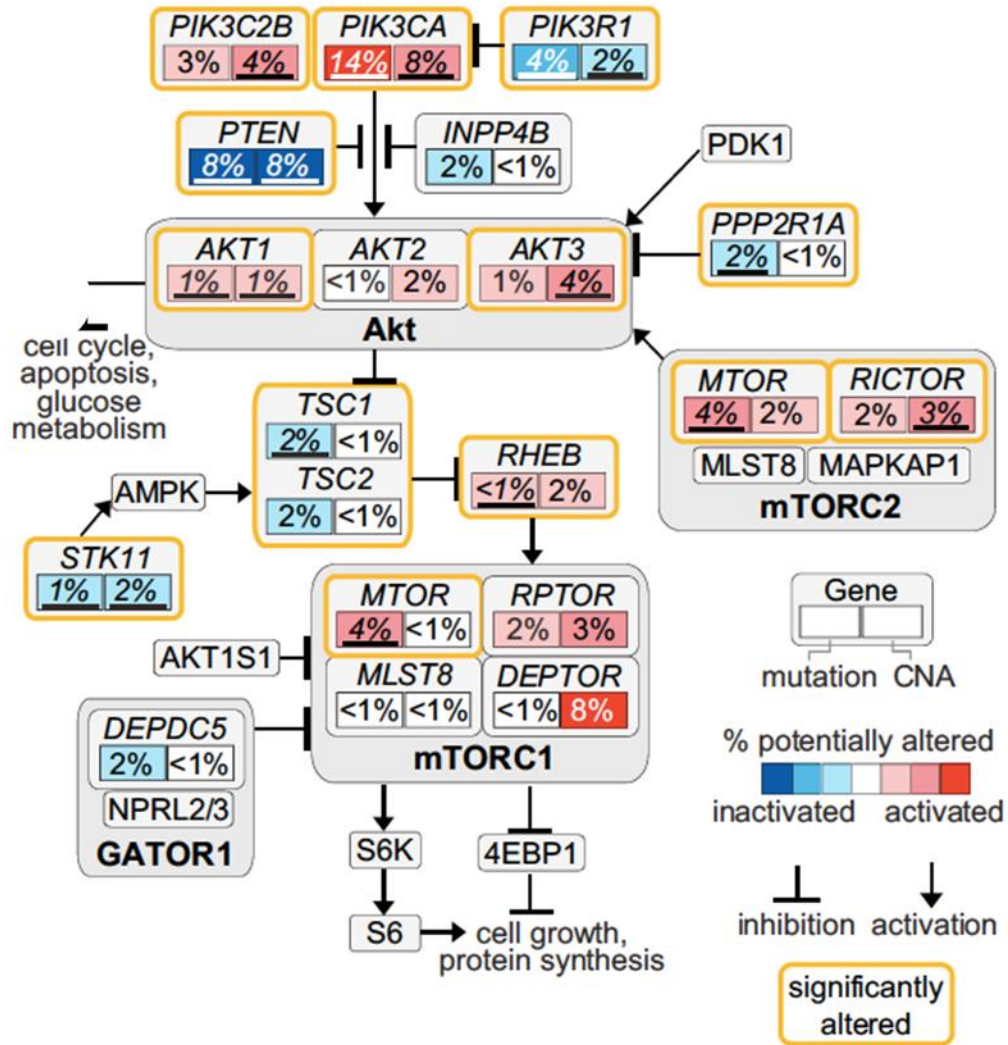 PIK3C2B PIK3CA PIK3R1
3% 4% 14% 8% 4% 2%
PTEN INPP4B
8% 8% 2% <1%
PDK1
PPP2R1A
2% <1%
AKT1 AKT2 AKT3
1% 1% <1% 2% 1% 4%
Akt
cell cycle,
apoptosis,
glucose
metabolism
MTOR RICTOR
4% 2% 2% 3%
MLST8 MAPKAP1
mTORC2
TSC1
2% <1%
TSC2
2% <1%
RHEB
<1% 2%
AMPK
STK11
1% 2%
MTOR RPTOR
4% <1% 2% 3%
MLST8 DEPTOR
<1% <1% <1% 8%
mTORC1
AKT1S1
DEPDC5
2% <1%
NPRL2/3
GATOR1
S6K 4EBP1
S6
cell growth,
protein synthesis
Gene
mutation CNA
% potentially altered
inactivated activated
inhibition activation
significantly
altered